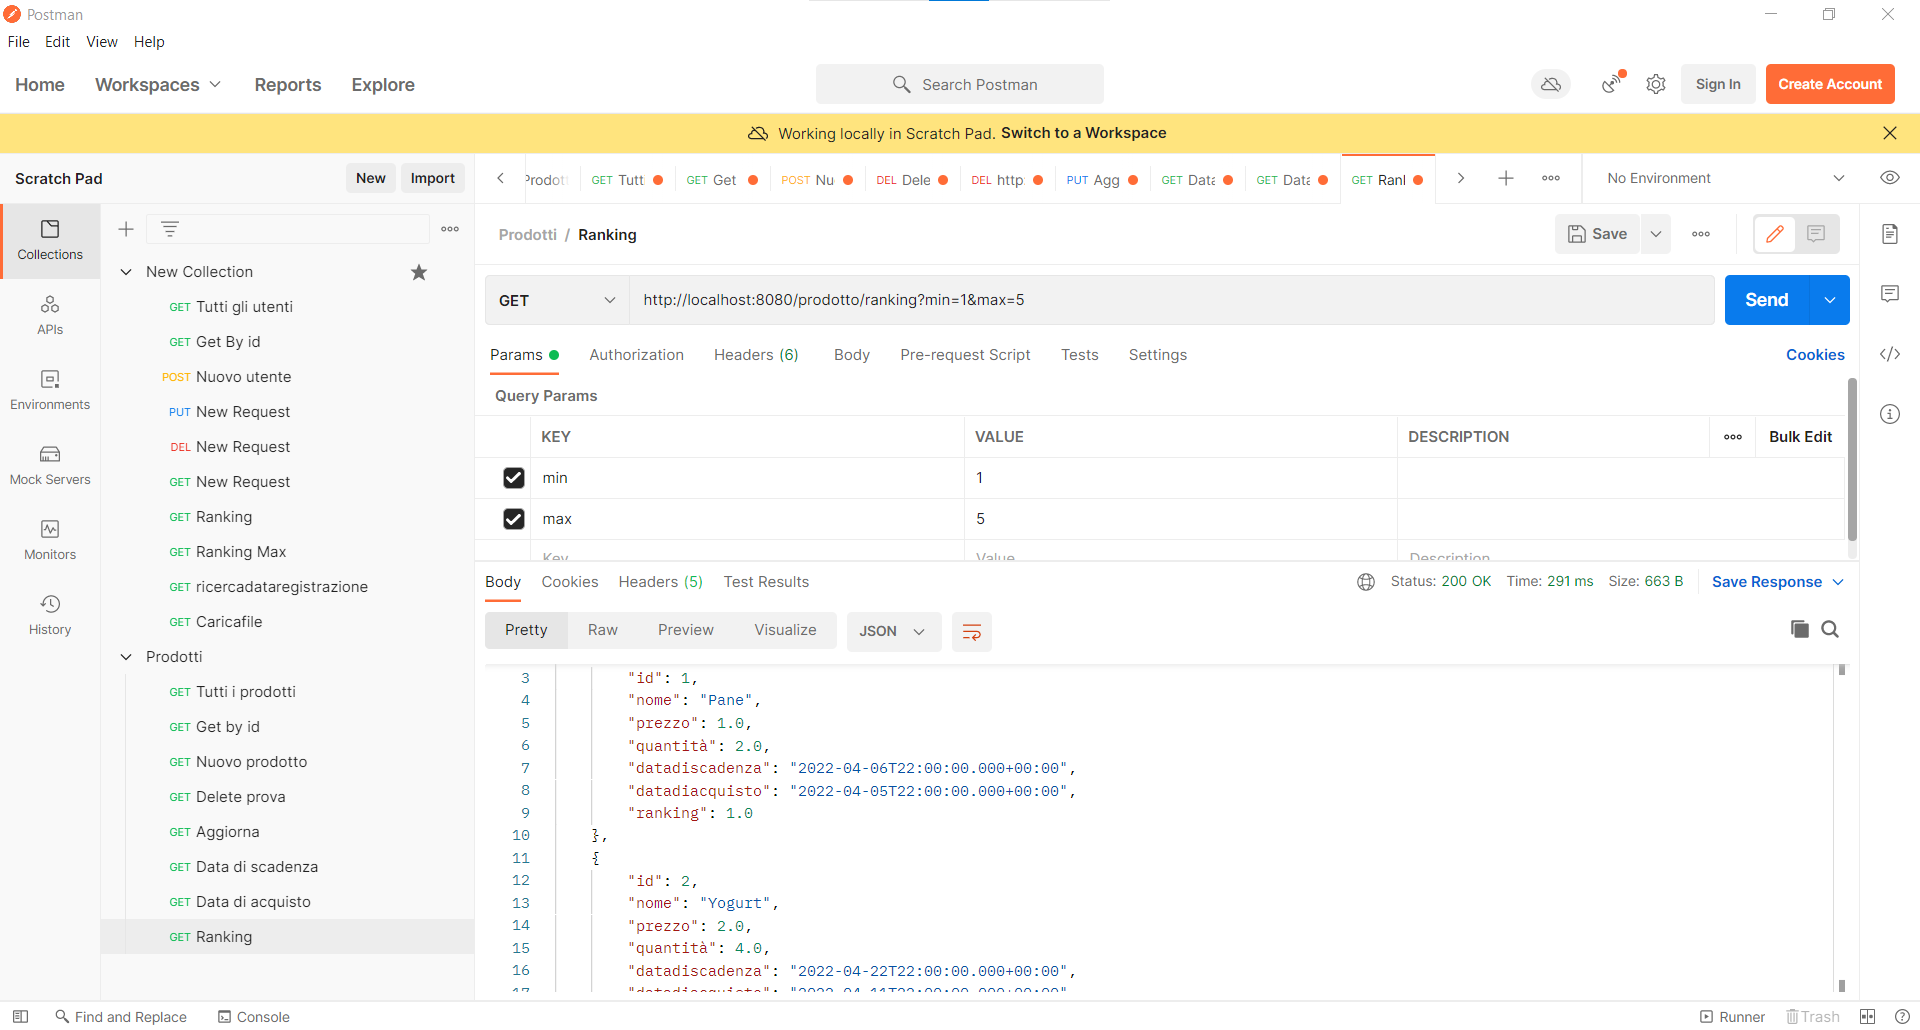 Postman
File Edit View Help
Home Workspaces Reports Explore Search Postman Sign In Create Account
Working locally in Scratch Pad. Switch to a Workspace
Scratch Pad New Import
GET Tutt GET Get POST Nu DEL Dele DEL http: PUT Agg GET Data GET Data GET Ranl No Environment
Collections
APIs
Environments
Mock Servers
Monitors
History
New Collection
GET Tutti gli utenti
GET Get By id
POST Nuovo utente
PUT New Request
DEL New Request
GET New Request
GET Ranking
GET Ranking Max
GET ricercadataregistrazione
GET Caricafile
Prodotti
GET Tutti i prodotti
GET Get by id
GET Nuovo prodotto
GET Delete prova
GET Aggiorna
GET Data di scadenza
GET Data di acquisto
GET Ranking
Prodotti / Ranking Save
GET http://localhost:8080/prodotto/ranking?min=1&max=5 Send
Params Authorization Headers (6) Body Pre-request Script Tests Settings Cookies
Query Params
KEY VALUE DESCRIPTION Bulk Edit
min 1
max 5
Key Value Description
Body Cookies Headers (5) Test Results Status: 200 OK Time: 291 ms Size: 663 B Save Response
Pretty Raw Preview Visualize JSON
3 "id": 1,
4 "nome": "Pane",
5 "prezzo": 1.0,
6 "quantità": 2.0,
7 "datadiscadenza": "2022-04-06T22:00:00.000+00:00",
8 "datadiacquisto": "2022-04-05T22:00:00.000+00:00",
9 "ranking": 1.0
10 },
11 {
12 "id": 2,
13 "nome": "Yogurt",
14 "prezzo": 2.0,
15 "quantità": 4.0,
16 "datadiscadenza": "2022-04-22T22:00:00.000+00:00",
17 "datadiacquisto": "2022-04-11T22:00:00.000+00:00"
Find and Replace Console Runner Trash